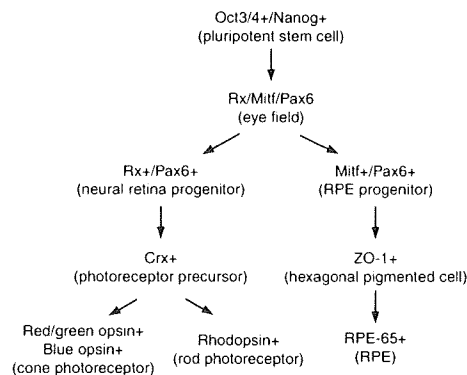 Oct3/4+/Nanog+
(pluripotent stem cell)
Rx/Mitf/Pax6
(eye field)
Rx+/Pax6+
(neural retina progenitor)
Mitf+/Pax6+
(RPE progenitor)
Crx+
(photoreceptor precursor)
ZO-1+
(hexagonal pigmented cell)
Red/green opsin+
Blue opsin+
(cone photoreceptor)
Rhodopsin+
(rod photoreceptor)
RPE-65+
(RPE)